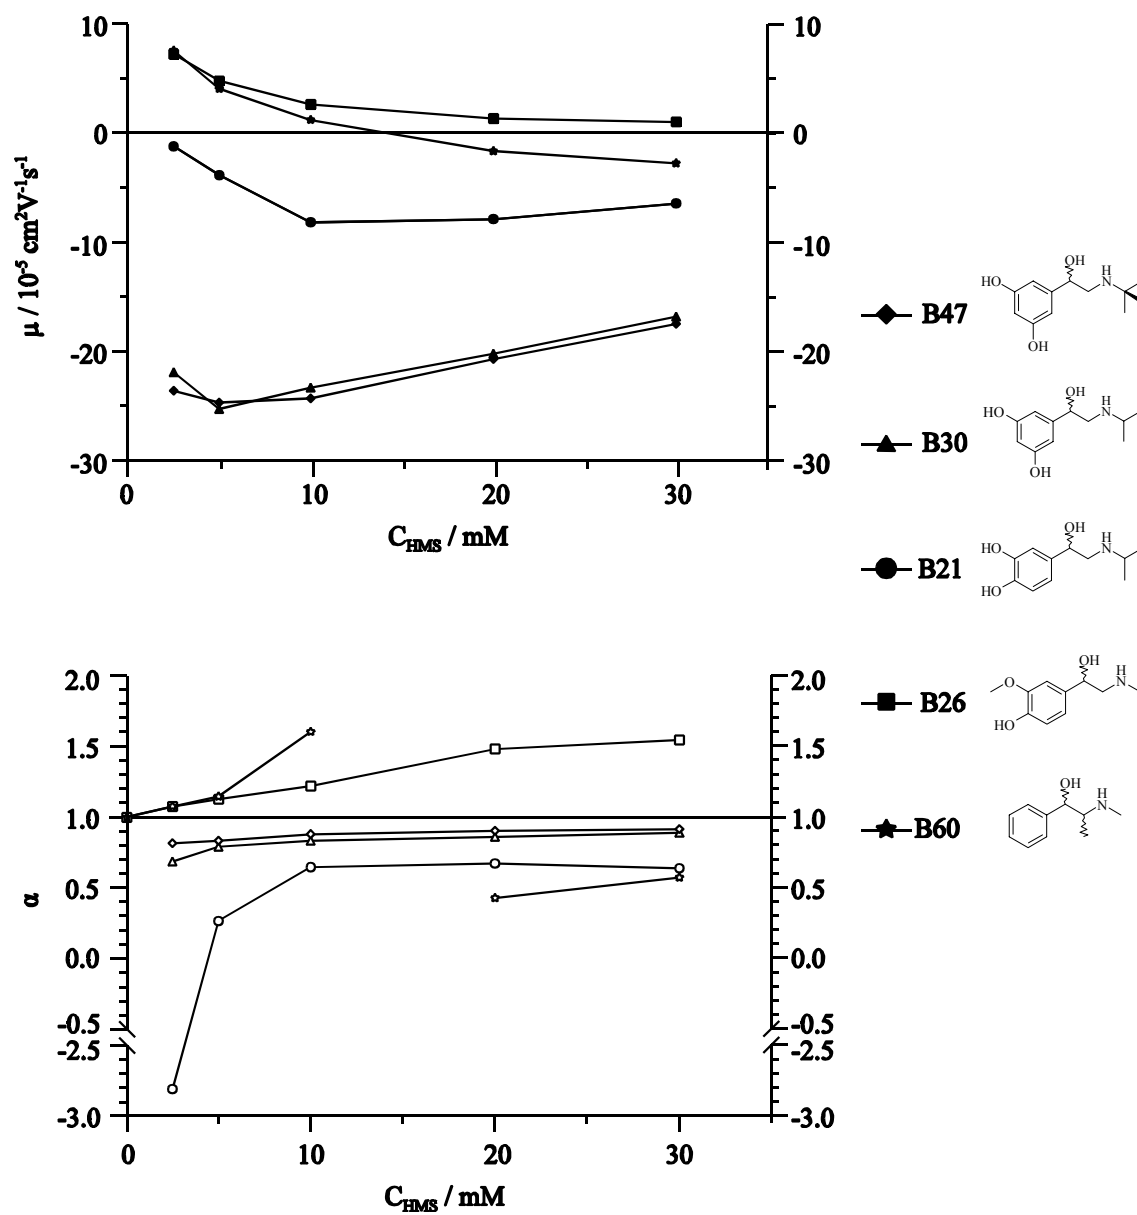 10 10
0 0
-10 -10
-20 -20
-30 -30
μ / 10⁻⁵ cm²V⁻¹s⁻¹
0 10 20 30
C_HMS / mM
B47
HO
OH
OH
H
N
B30
HO
OH
OH
H
N
B21
HO
HO
OH
H
N
B26
O
HO
OH
H
N
B60
OH
H
N
2.0 2.0
1.5 1.5
1.0 1.0
0.5 0.5
0.0 0.0
-0.5 -0.5
-2.5 -2.5
-3.0 -3.0
α
0 10 20 30
C_HMS / mM